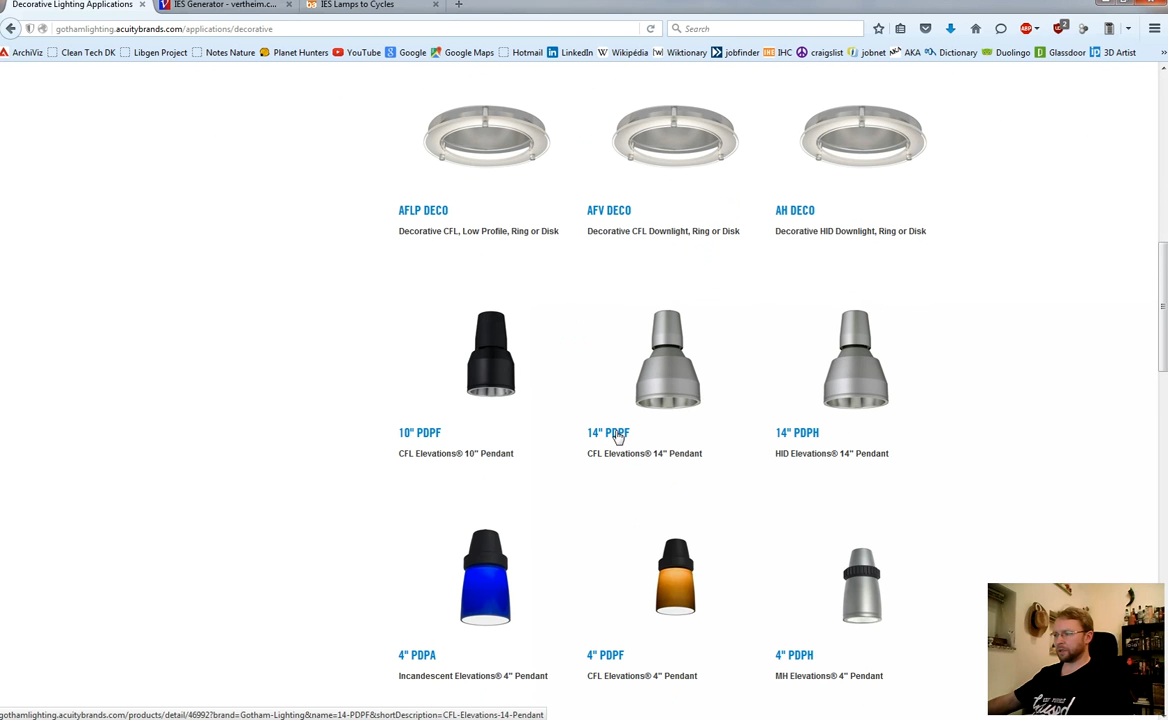 Decorative Lighting Applications
IES Generator - vertheim.c...
IES Lamps to Cycles
gothamlighting.acuitybrands.com/applications/decorative
Search
ABP
2
ArchiViz
Clean Tech DK
Libgen Project
Notes Nature
Planet Hunters
YouTube
Google
Google Maps
Hotmail
LinkedIn
Wikipédia
Wiktionary
jobfinder
IHC
craigslist
jobnet
AKA
Dictionary
Duolingo
Glassdoor
3D Artist
AFLP DECO
AFV DECO
AH DECO
Decorative CFL, Low Profile, Ring or Disk
Decorative CFL Downlight, Ring or Disk
Decorative HID Downlight, Ring or Disk
10" PDPF
14" PDPF
14" PDPH
CFL Elevations® 10" Pendant
CFL Elevations® 14" Pendant
HID Elevations® 14" Pendant
4" PDPA
4" PDPF
4" PDPH
Incandescent Elevations® 4" Pendant
CFL Elevations® 4" Pendant
MH Elevations® 4" Pendant
gothamlighting.acuitybrands.com/products/detail/46992?brand=Gotham-Lighting&name=14-PDPF&shortDescription=CFL-Elevations-14-Pendant